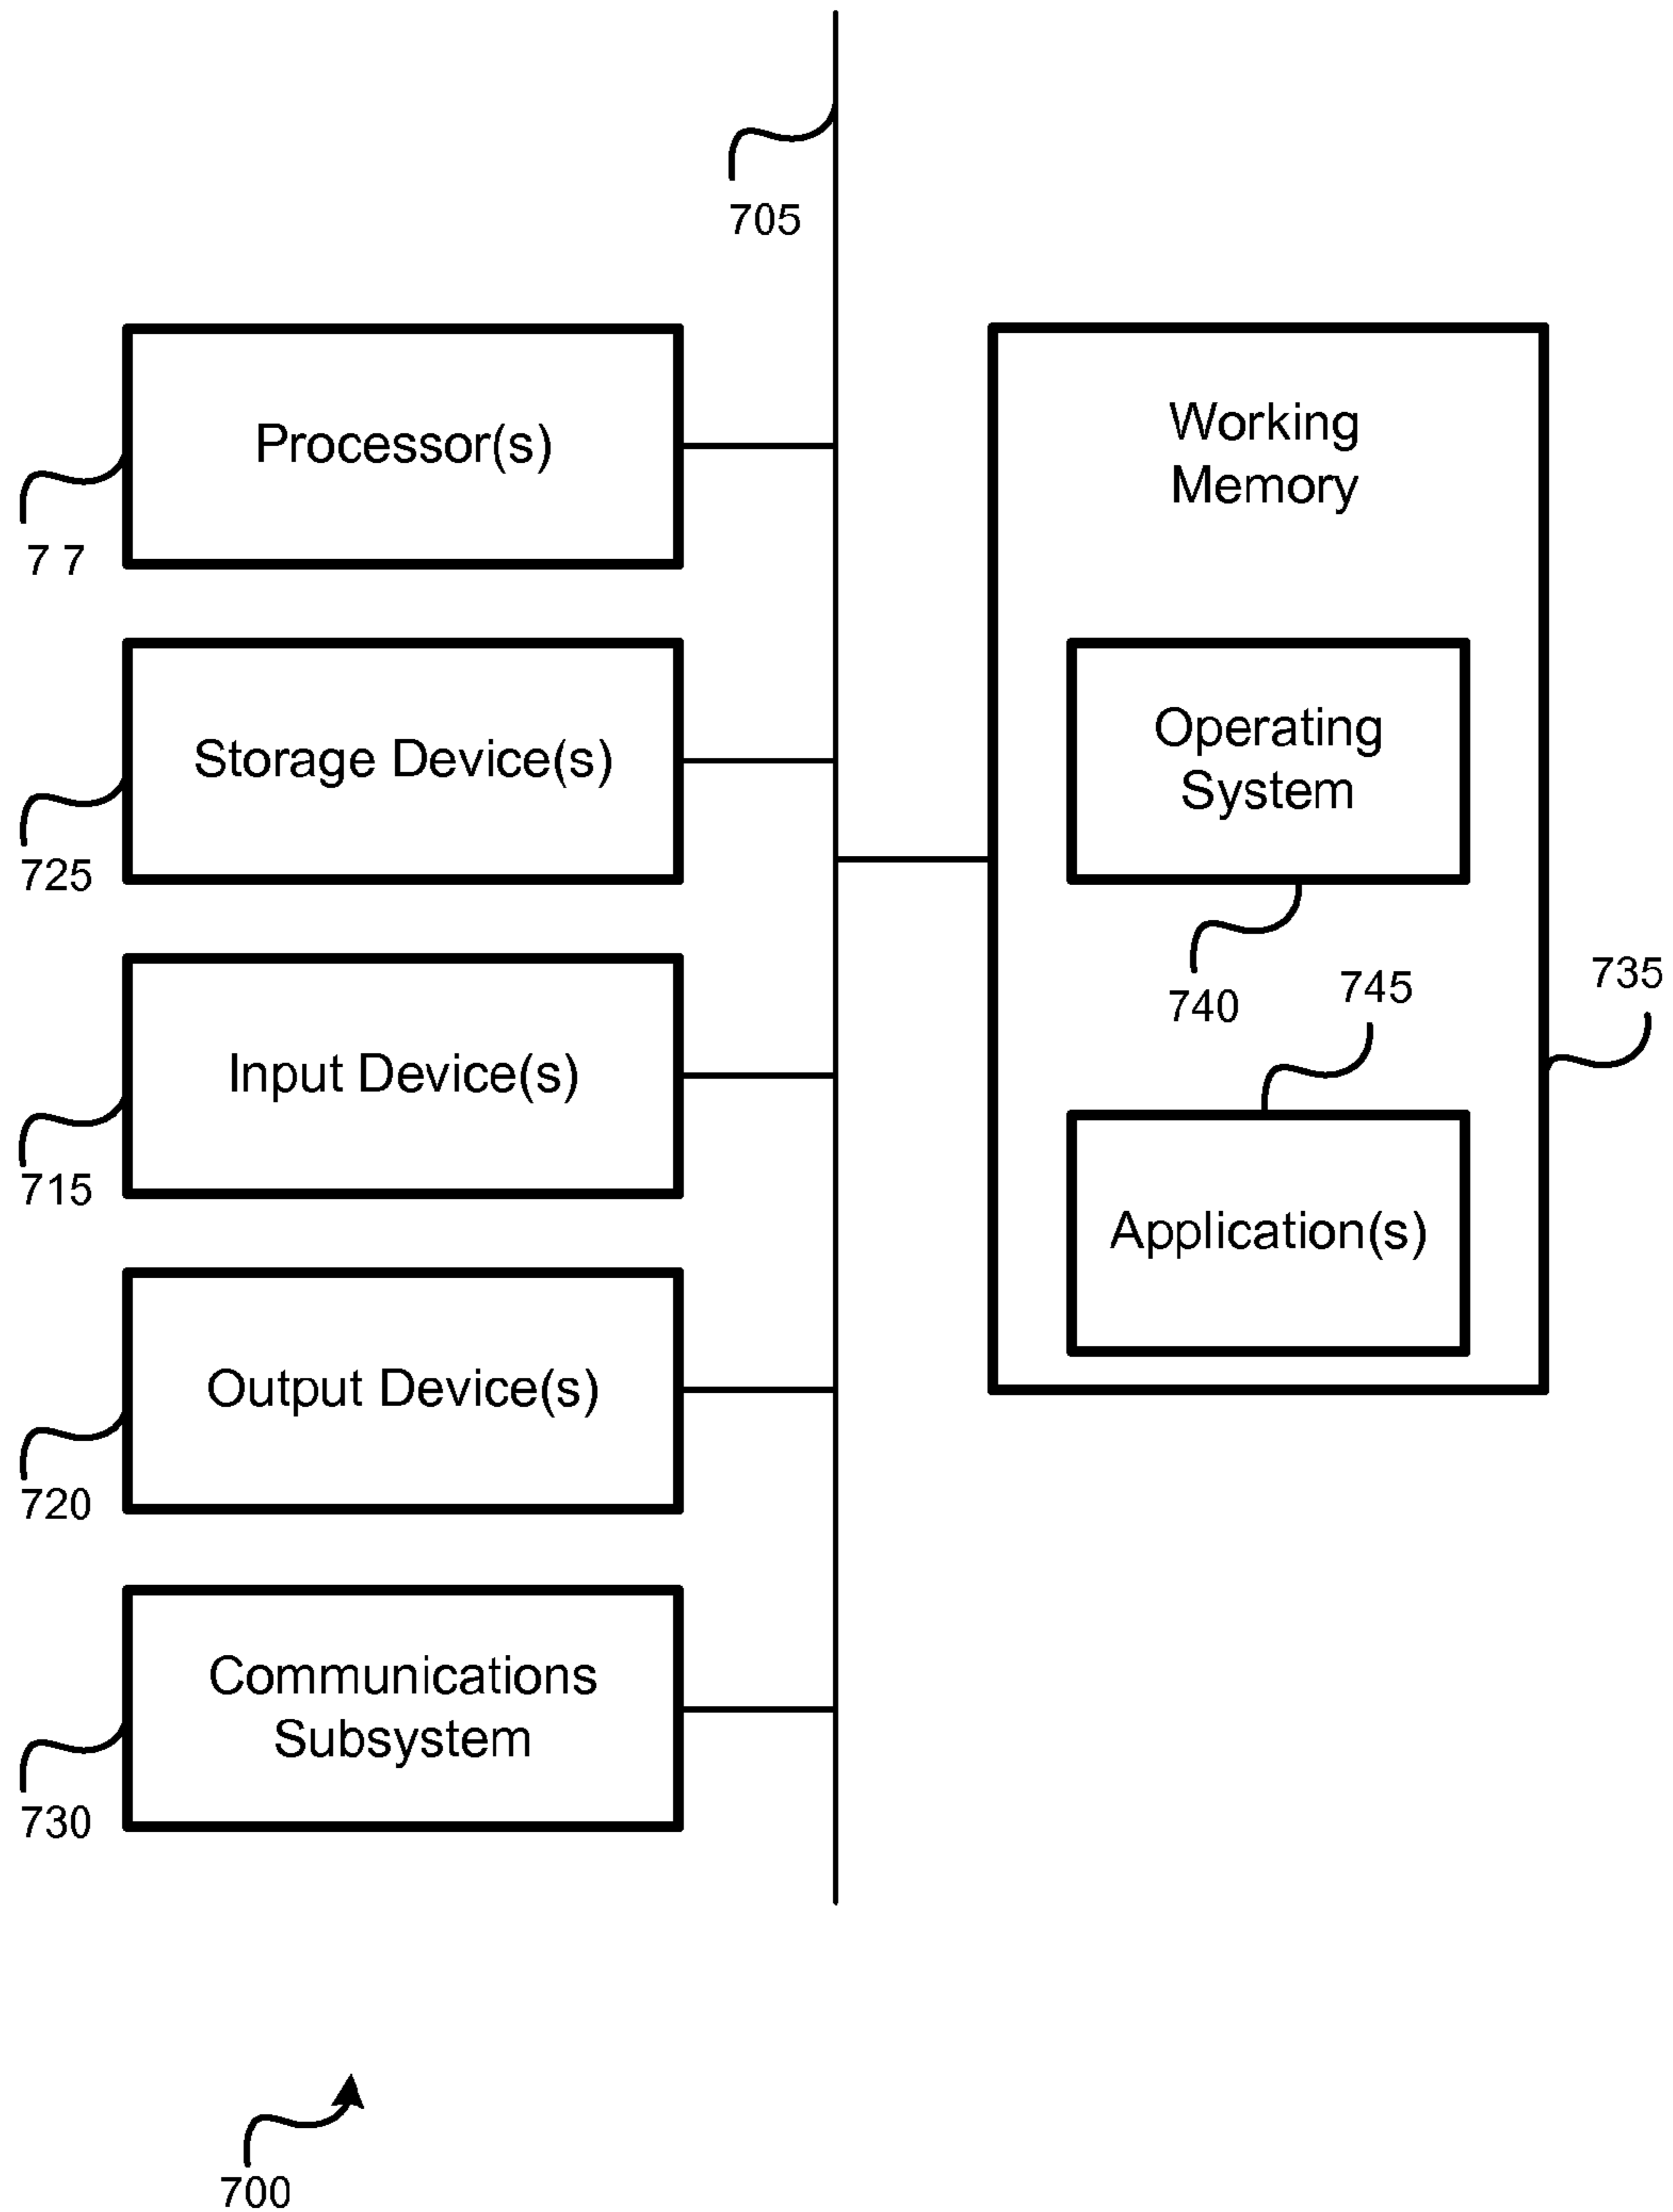 705
Processor(s)
7 7
Storage Device(s)
725
Input Device(s)
715
Output Device(s)
720
Communications
Subsystem
730
Working
Memory
Operating
System
740
745
735
Application(s)
700